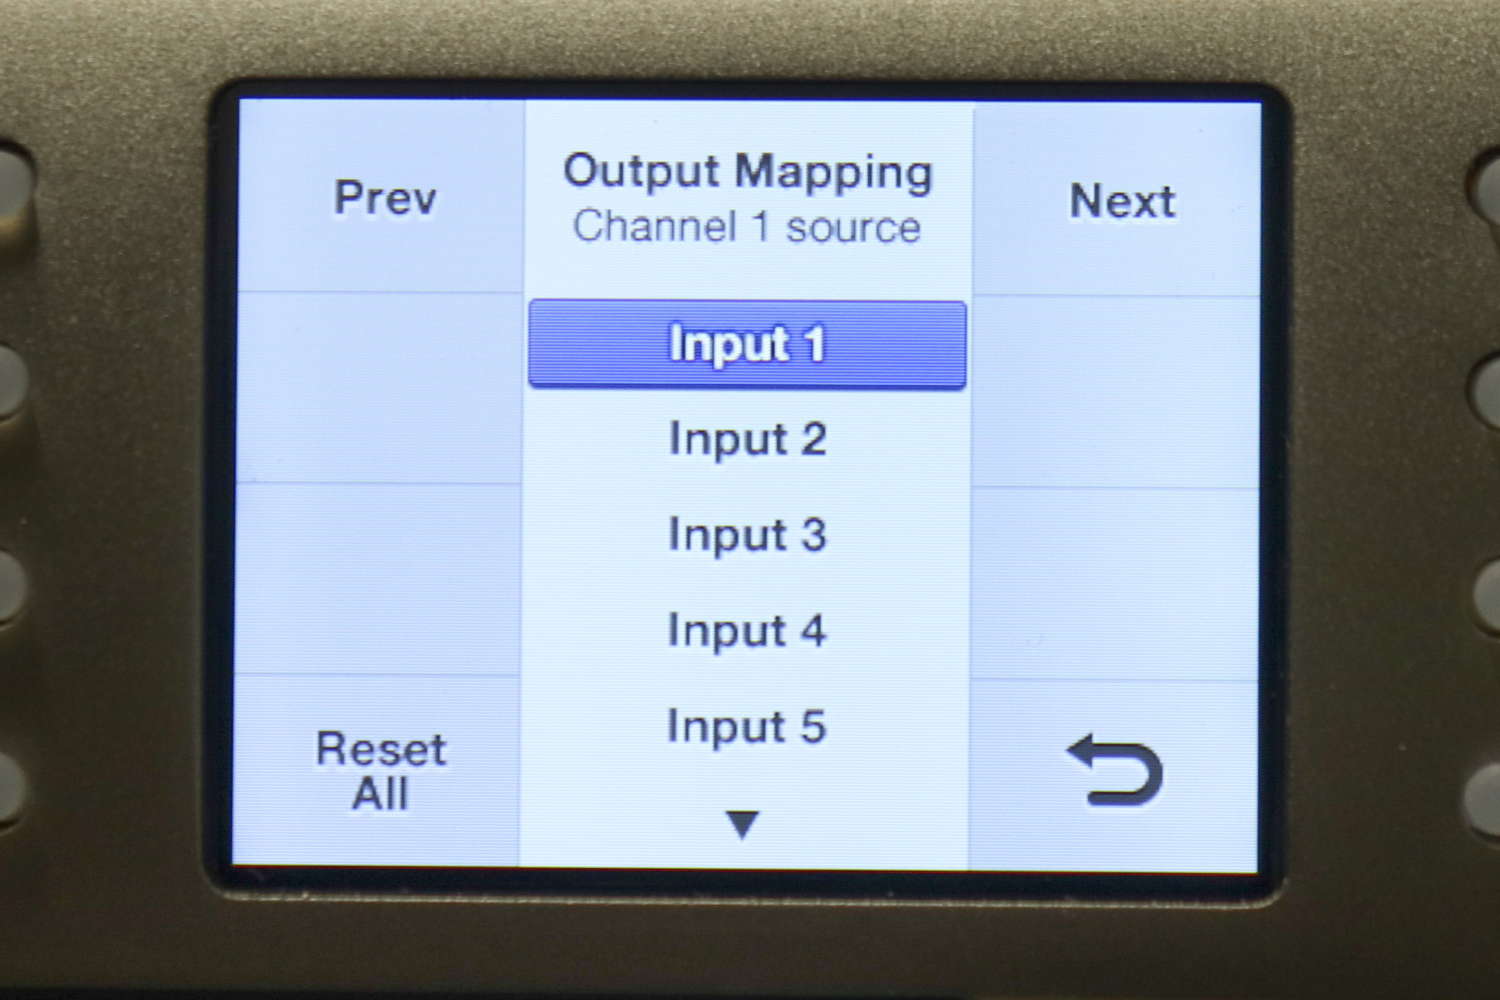 Output Mapping
Channel 1 source
Prev
Next
Input 1
Input 2
Input 3
Input 4
Input 5
Reset
All